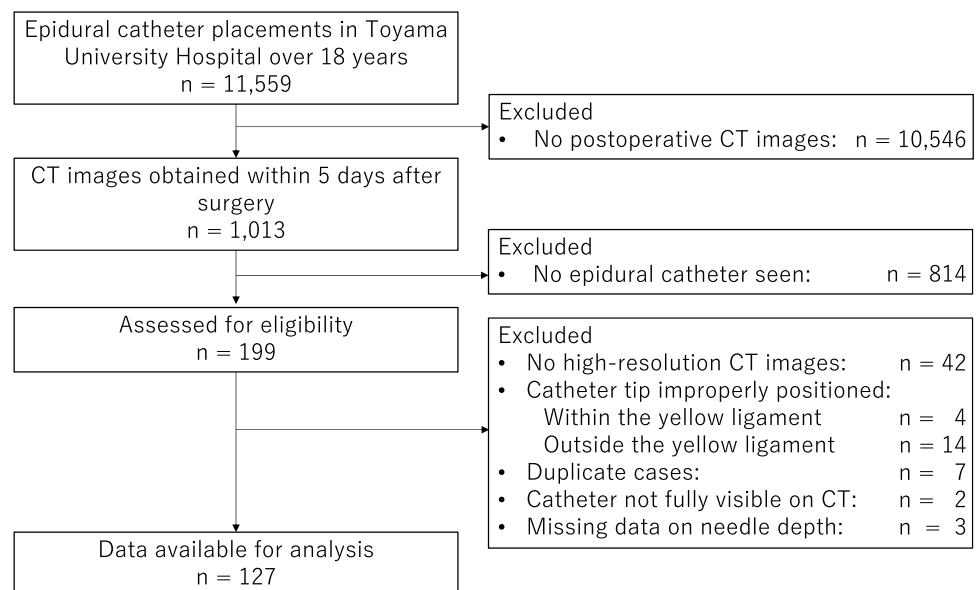 Epidural catheter placements in Toyama
University Hospital over 18 years
n = 11,559
Excluded
• No postoperative CT images: n = 10,546
CT images obtained within 5 days after
surgery
n = 1,013
Excluded
• No epidural catheter seen: n = 814
Assessed for eligibility
n = 199
Excluded
• No high-resolution CT images: n = 42
• Catheter tip improperly positioned:
Within the yellow ligament n = 4
Outside the yellow ligament n = 14
• Duplicate cases: n = 7
• Catheter not fully visible on CT: n = 2
• Missing data on needle depth: n = 3
Data available for analysis
n = 127